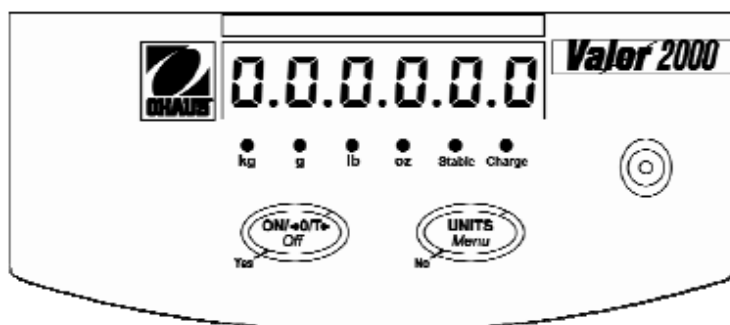 Valor 2000
OHAUS
0.0.0.0.0.0
kg g lb oz Stable Charge
ON/→0/T←
Off
Yes
UNITS
Menu
No